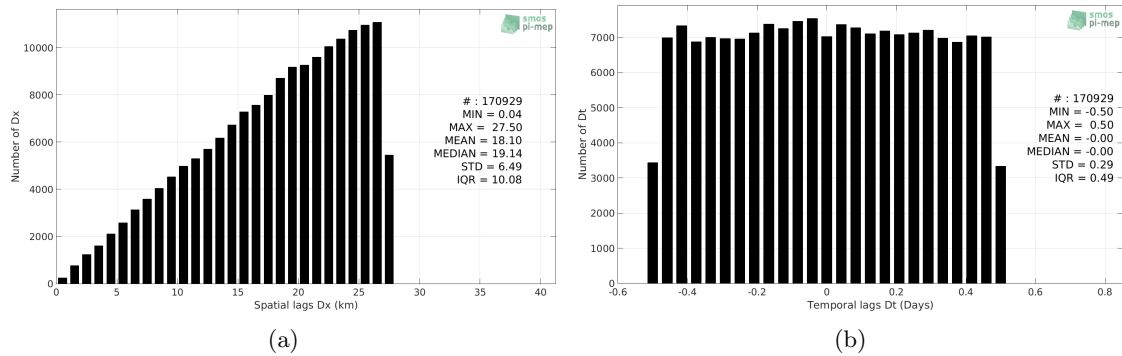 smos
pi-mep
Number of Dx
10000
8000
6000
4000
2000
0
# : 170929
MIN = 0.04
MAX = 27.50
MEAN = 18.10
MEDIAN = 19.14
STD = 6.49
IQR = 10.08
0 5 10 15 20 25 30 35 40
Spatial lags Dx (km)
(a)
smos
pi-mep
Number of Dt
7000
6000
5000
4000
3000
2000
1000
0
# : 170929
MIN = -0.50
MAX = 0.50
MEAN = -0.00
MEDIAN = -0.00
STD = 0.29
IQR = 0.49
-0.6 -0.4 -0.2 0 0.2 0.4 0.6 0.8
Temporal lags Dt (Days)
(b)